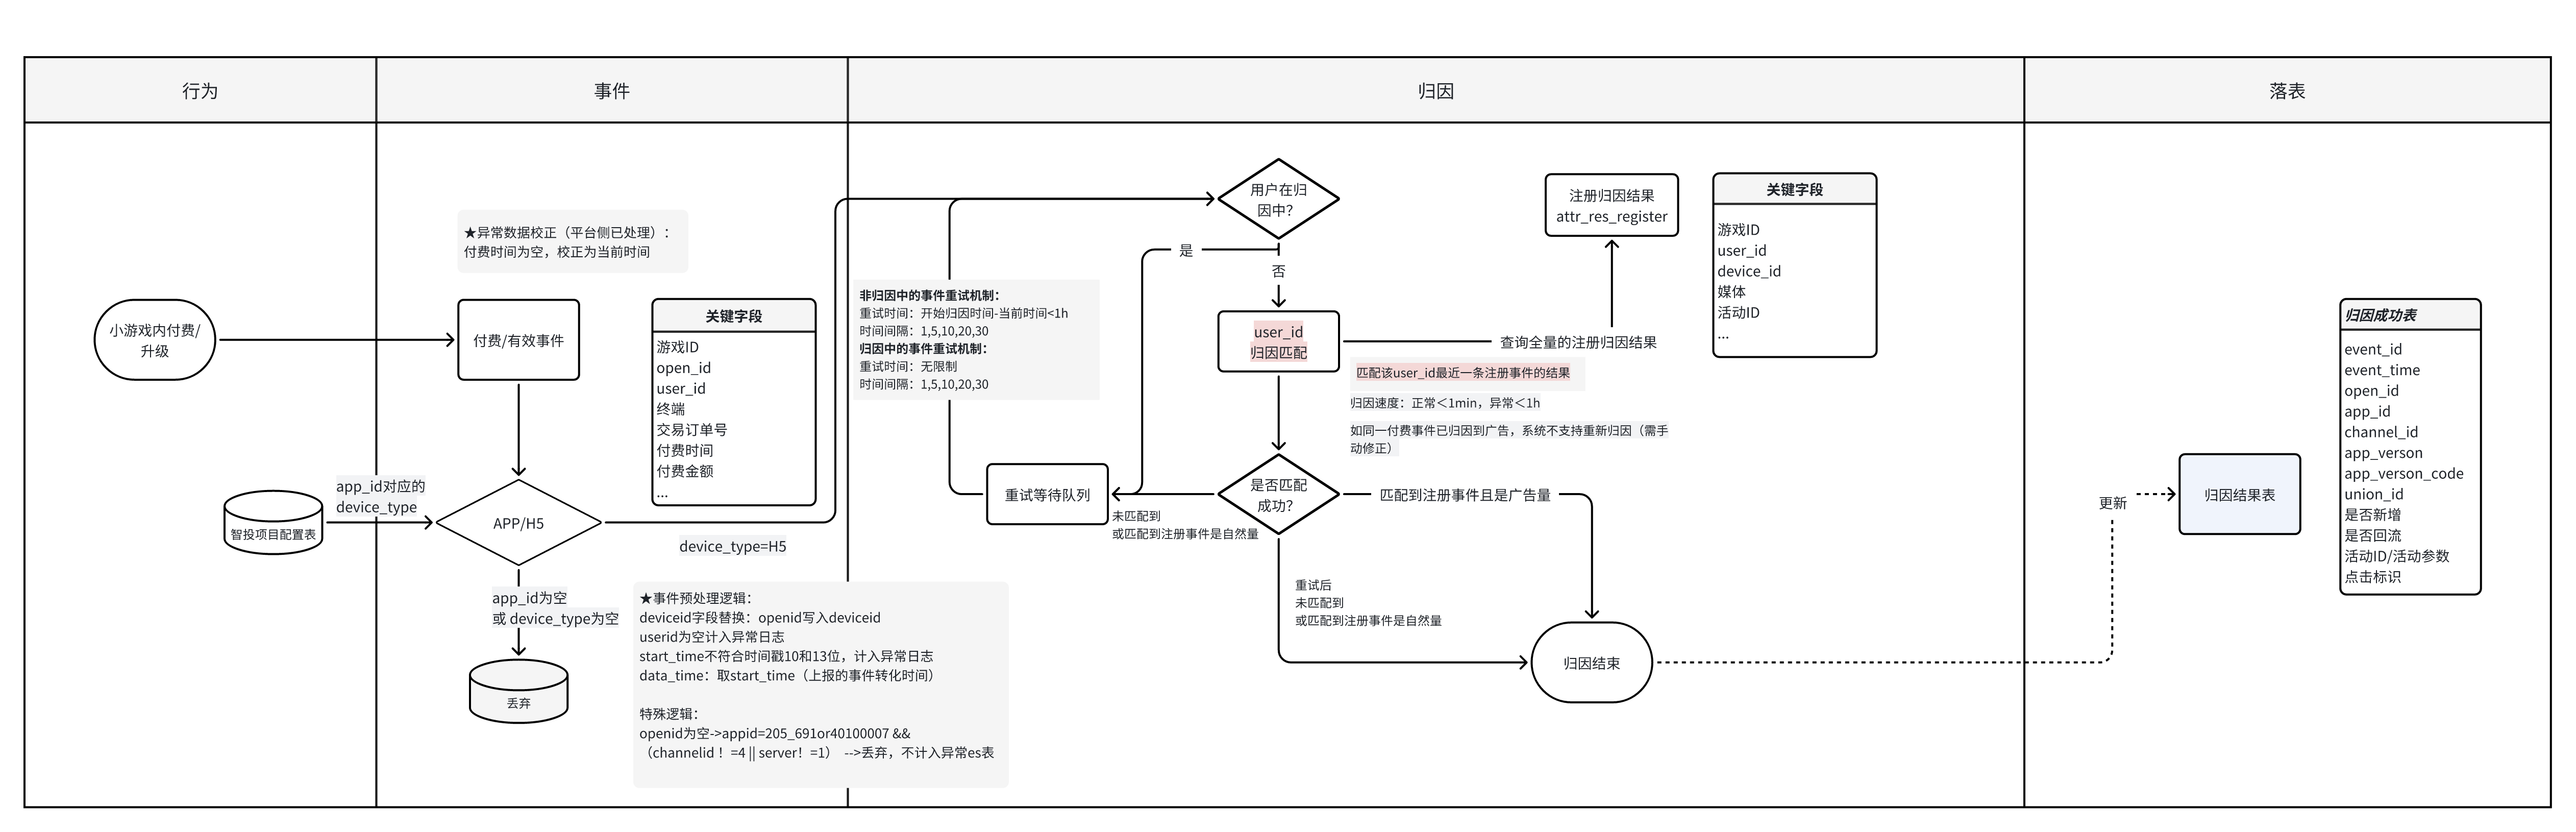 行为
事件
归因
落表
小游戏内付费/
升级
智投项目配置表
app_id对应的
device_type
★异常数据校正（平台侧已处理）：
付费时间为空，校正为当前时间
付费/有效事件
关键字段
游戏ID
open_id
user_id
终端
交易订单号
付费时间
付费金额
...
APP/H5
device_type=H5
app_id为空
或 device_type为空
丢弃
★事件预处理逻辑：
deviceid字段替换：openid写入deviceid
userid为空计入异常日志
start_time不符合时间戳10和13位，计入异常日志
data_time：取start_time（上报的事件转化时间）
特殊逻辑：
openid为空->appid=205_691or40100007 &&
（channelid！=4 || server！=1） -->丢弃，不计入异常es表
非归因中的事件重试机制：
重试时间：开始归因时间-当前时间<1h
时间间隔：1,5,10,20,30
归因中的事件重试机制：
重试时间：无限制
时间间隔：1,5,10,20,30
用户在归
因中？
是
否
user_id
归因匹配
查询全量的注册归因结果
注册归因结果
attr_res_register
关键字段
游戏ID
user_id
device_id
媒体
活动ID
...
匹配该user_id最近一条注册事件的结果
归因速度：正常＜1min，异常＜1h
如同一付费事件已归因到广告，系统不支持重新归因（需手
动修正）
重试等待队列
未匹配到
或匹配到注册事件是自然量
是否匹配
成功？
匹配到注册事件且是广告量
重试后
未匹配到
或匹配到注册事件是自然量
归因结束
更新
归因结果表
归因成功表
event_id
event_time
open_id
app_id
channel_id
app_verson
app_verson_code
union_id
是否新增
是否回流
活动ID/活动参数
点击标识